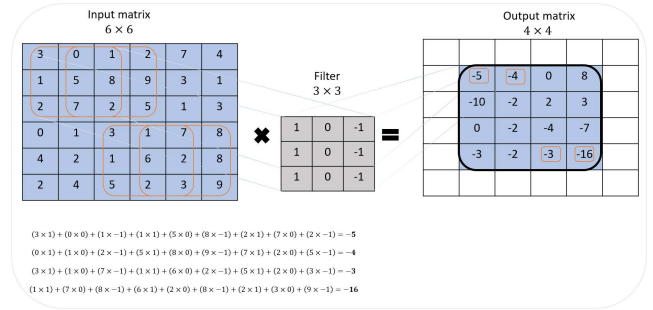 Input matrix
6 × 6
Output matrix
4 × 4
Filter
3 × 3
3 0 1 2 7 4
1 5 8 9 3 1
2 7 2 5 1 3
0 1 3 1 7 8
4 2 1 6 2 8
2 4 5 2 3 9
×
1 0 -1
1 0 -1
1 0 -1
=
-5 -4 0 8
-10 -2 2 3
0 -2 -4 -7
-3 -2 -3 -16
(3 × 1) + (0 × 0) + (1 × −1) + (1 × 1) + (5 × 0) + (8 × −1) + (2 × 1) + (7 × 0) + (2 × −1) = −5
(0 × 1) + (1 × 0) + (2 × −1) + (5 × 1) + (8 × 0) + (9 × −1) + (7 × 1) + (2 × 0) + (5 × −1) = −4
(3 × 1) + (1 × 0) + (7 × −1) + (1 × 1) + (6 × 0) + (2 × −1) + (5 × 1) + (2 × 0) + (3 × −1) = −3
(1 × 1) + (7 × 0) + (8 × −1) + (6 × 1) + (2 × 0) + (8 × −1) + (2 × 1) + (3 × 0) + (9 × −1) = −16